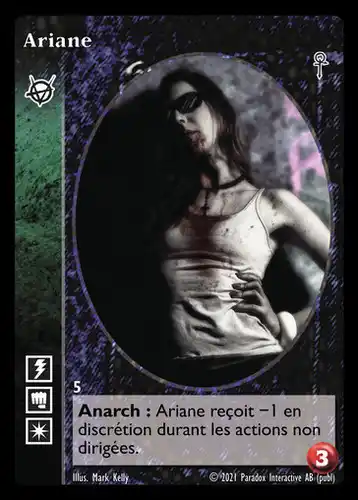 Ariane
5
Anarch : Ariane reçoit −1 en
discrétion durant les actions non
dirigées.
3
Illus. Mark Kelly © 2021 Paradox Interactive AB (publ)